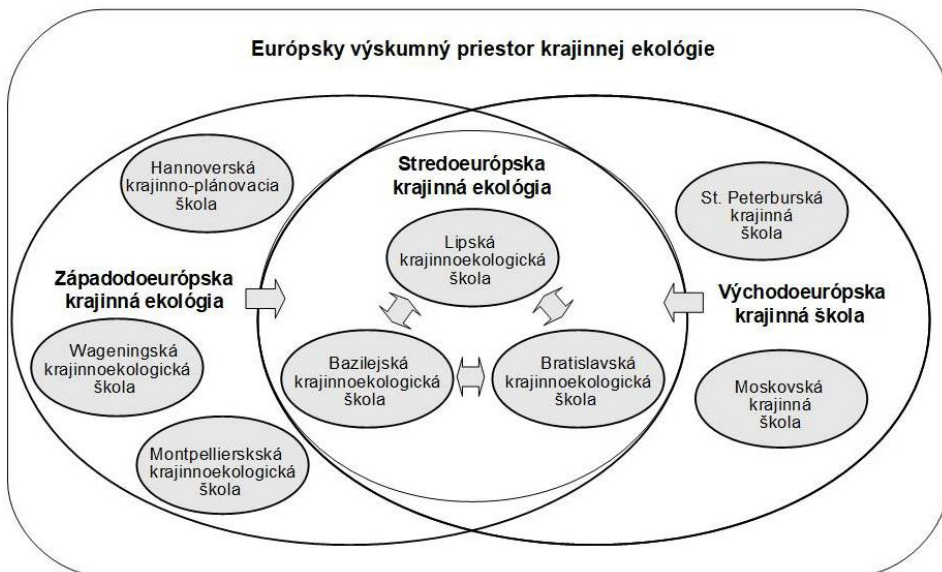 Európsky výskumný priestor krajinnej ekológie
Hannoverská
krajinno-plánovacia
škola
Stredoeurópska
krajinná ekológia
St. Peterburská
krajinná
škola
Lipská
krajinnoekologická
škola
Západodoeurópska
krajinná ekológia
Východoeurópska
krajinná škola
Wageningská
krajinnoekologická
škola
Bazilejská
krajinnoekologická
škola
Bratislavská
krajinnoekologická
škola
Moskovská
krajinná
škola
Montpellierskská
krajinnoekologická
škola